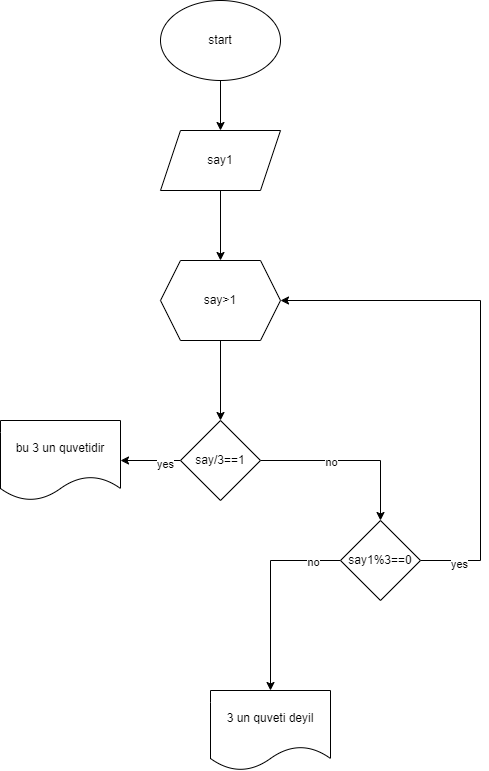 start
say1
say>1
bu 3 un quvetidir
yes
say/3==1
no
no
say1%3==0
yes
3 un quveti deyil